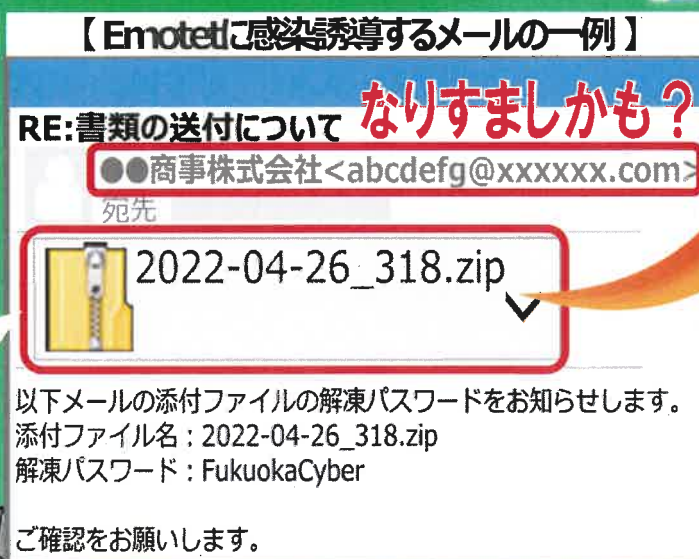 【Emotetに感染誘導するメールの一例】
なりすましかも?
RE:書類の送付について
●●商事株式会社<abcdefg@xxxxxx.com>
宛先
2022-04-26_318.zip
以下メールの添付ファイルの解凍パスワードをお知らせします。
添付ファイル名:2022-04-26_318.zip
解凍パスワード:FukuokaCyber
ご確認をお願いします。